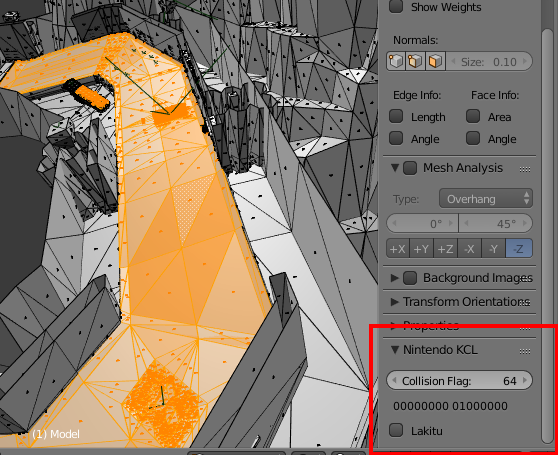 Show Weights
Normals:
Size: 0.10
Edge Info: Face Info:
Length Area
Angle Angle
Mesh Analysis
Type: Overhang
0° 45°
+X +Y +Z -X -Y -Z
Background Images
Transform Orientations
Properties
Nintendo KCL
Collision Flag: 64
00000000 01000000
Lakitu
(1) Model